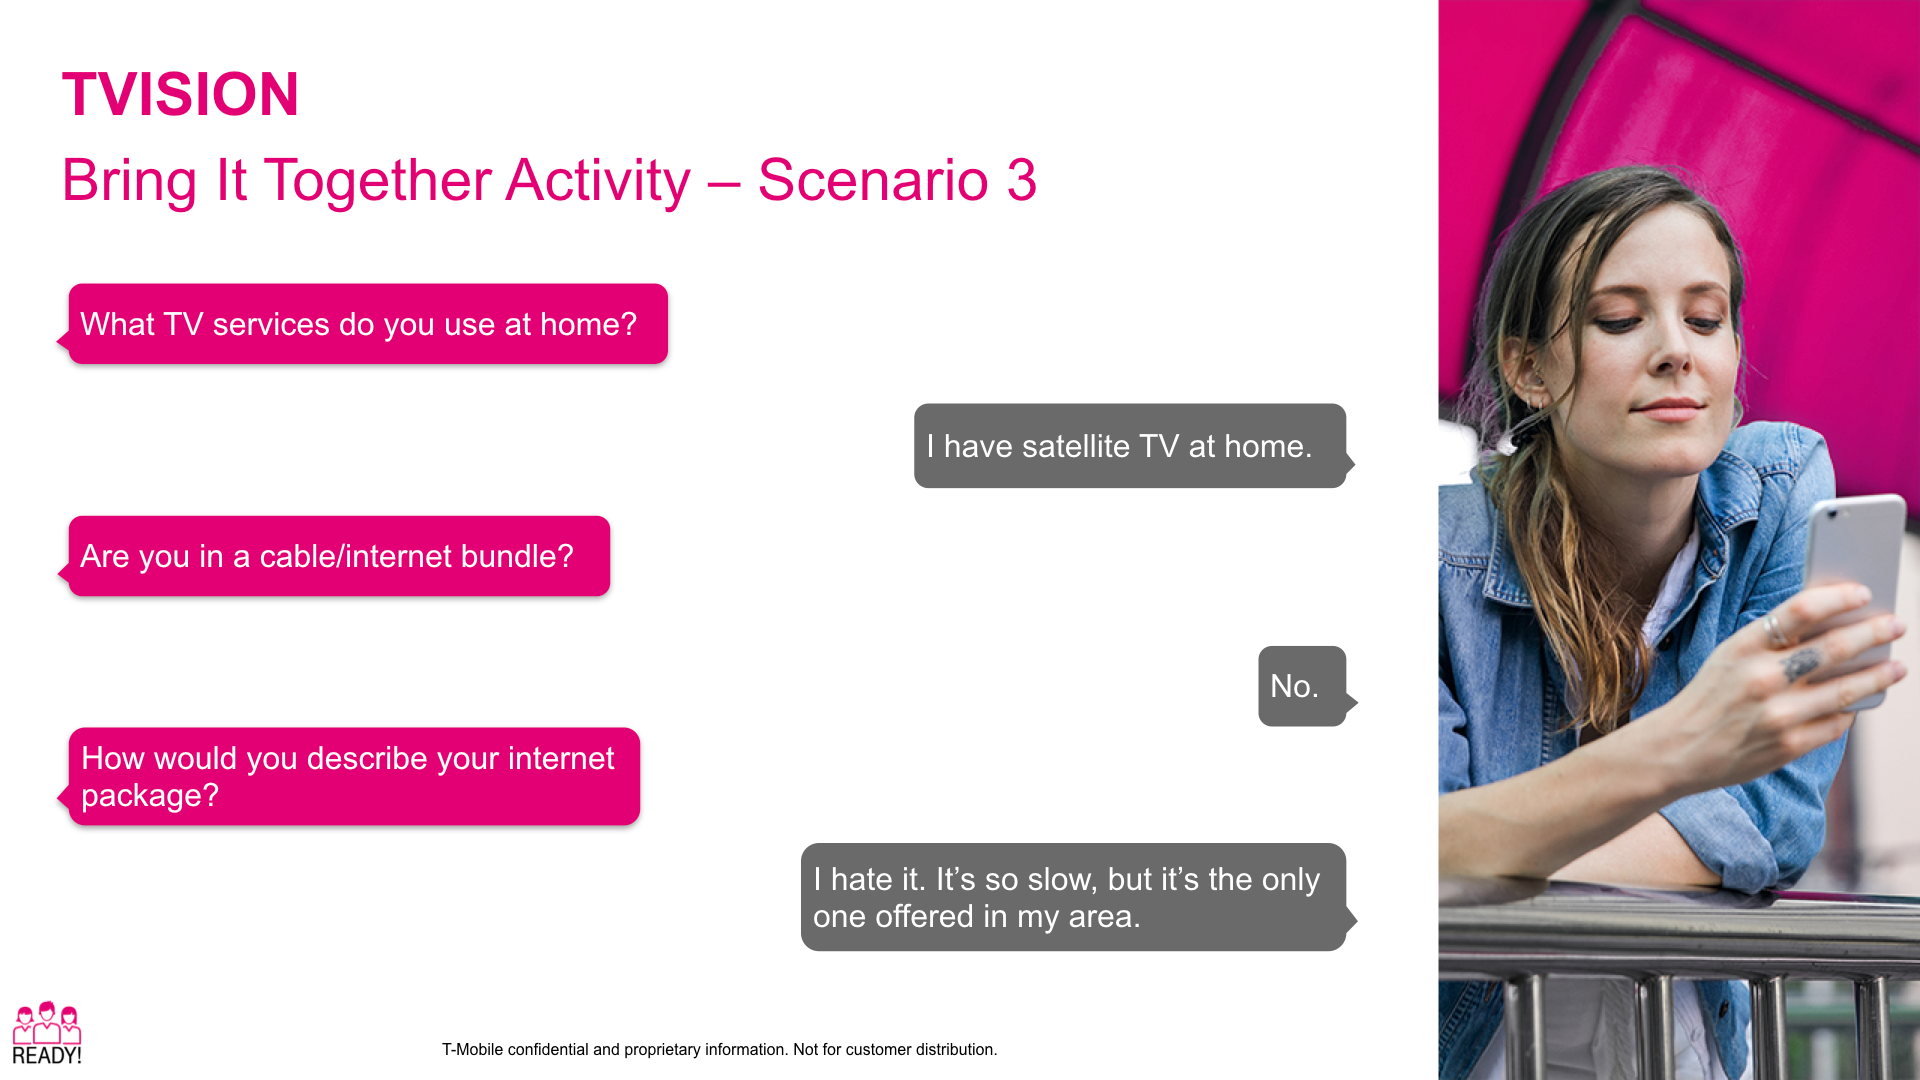 TVISION
Bring It Together Activity – Scenario 3
What TV services do you use at home?
I have satellite TV at home.
Are you in a cable/internet bundle?
No.
How would you describe your internet
package?
I hate it. It’s so slow, but it’s the only
one offered in my area.
READY!
T-Mobile confidential and proprietary information. Not for customer distribution.